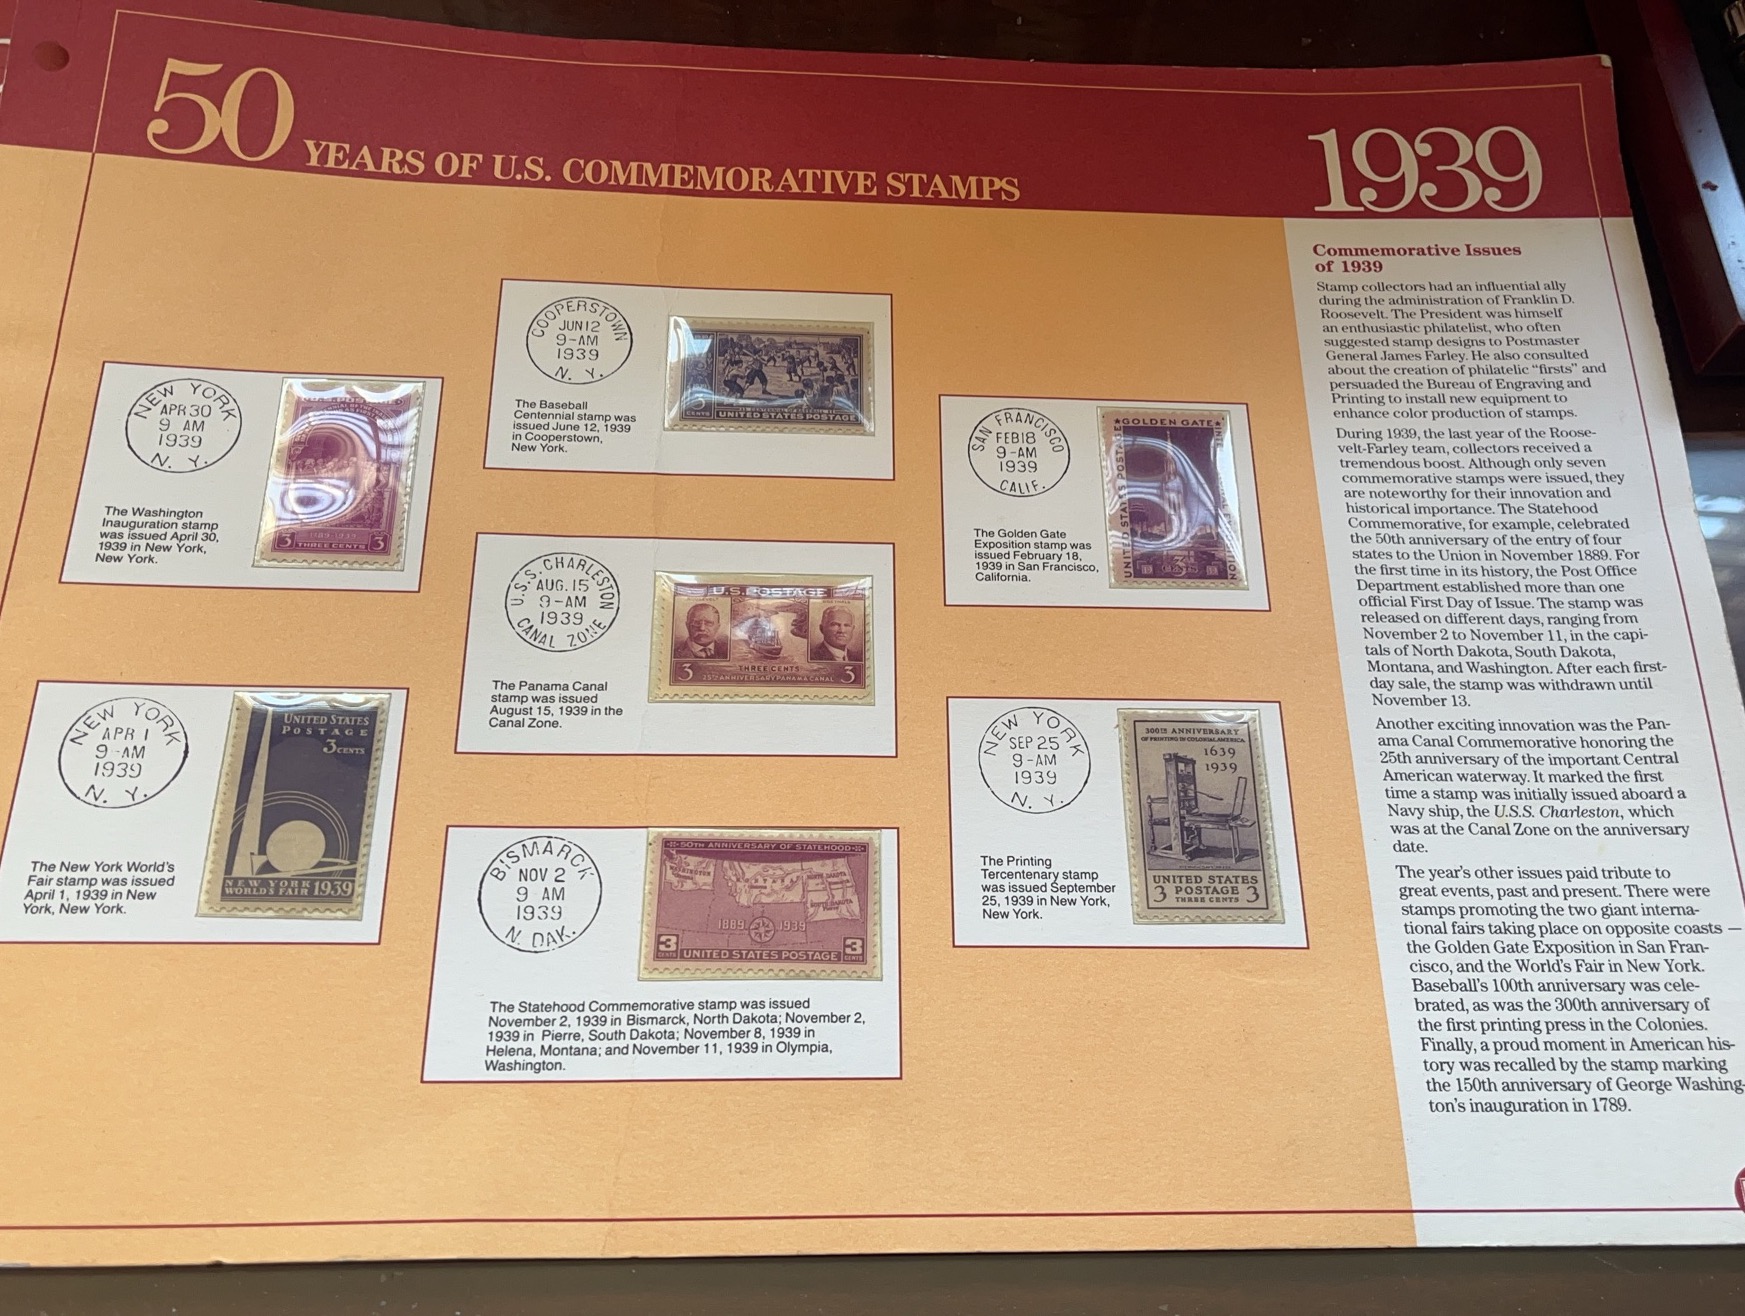 50 YEARS OF U.S. COMMEMORATIVE STAMPS
1939
NEW YORK
APR 30
9 AM
1939
N. Y.
The Washington
Inauguration stamp
was issued April 30,
1939 in New York,
New York.
1789-1939
3 THREE CENTS 3
COOPERSTOWN
JUN 12
9-AM
1939
N. Y.
The Baseball
Centennial stamp was
issued June 12, 1939
in Cooperstown,
New York.
3 CENTS
UNITED STATES POSTAGE
SAN FRANCISCO
FEB 18
9-AM
1939
CALIF.
The Golden Gate
Exposition stamp was
issued February 18,
1939 in San Francisco,
California.
GOLDEN GATE
UNITED STATES POSTAGE
3
CENTS
U.S.S. CHARLESTON
AUG. 15
9-AM
1939
CANAL ZONE
The Panama Canal
stamp was issued
August 15, 1939 in the
Canal Zone.
U.S. POSTAGE
3 THREE CENTS 3
25TH ANNIVERSARY PANAMA CANAL
NEW YORK
APR 1
9-AM
1939
N. Y.
The New York World's
Fair stamp was issued
April 1, 1939 in New
York, New York.
UNITED STATES
POSTAGE
3 CENTS
NEW YORK
WORLD'S FAIR 1939
BISMARCK
NOV 2
9 AM
1939
N. DAK.
50TH ANNIVERSARY OF STATEHOOD
WASHINGTON
MONTANA
NORTH DAKOTA
SOUTH DAKOTA
1889 1939
3 CENTS UNITED STATES POSTAGE 3 CENTS
The Statehood Commemorative stamp was issued
November 2, 1939 in Bismarck, North Dakota; November 2,
1939 in Pierre, South Dakota; November 8, 1939 in
Helena, Montana; and November 11, 1939 in Olympia,
Washington.
NEW YORK
SEP 25
9-AM
1939
N. Y.
The Printing
Tercentenary stamp
was issued September
25, 1939 in New York,
New York.
300TH ANNIVERSARY
OF PRINTING IN COLONIAL AMERICA
1639
1939
UNITED STATES
3 POSTAGE 3
THREE CENTS
Commemorative Issues
of 1939
Stamp collectors had an influential ally
during the administration of Franklin D.
Roosevelt. The President was himself
an enthusiastic philatelist, who often
suggested stamp designs to Postmaster
General James Farley. He also consulted
about the creation of philatelic "firsts" and
persuaded the Bureau of Engraving and
Printing to install new equipment to
enhance color production of stamps.
During 1939, the last year of the Roose-
velt-Farley team, collectors received a
tremendous boost. Although only seven
commemorative stamps were issued, they
are noteworthy for their innovation and
historical importance. The Statehood
Commemorative, for example, celebrated
the 50th anniversary of the entry of four
states to the Union in November 1889. For
the first time in its history, the Post Office
Department established more than one
official First Day of Issue. The stamp was
released on different days, ranging from
November 2 to November 11, in the capi-
tals of North Dakota, South Dakota,
Montana, and Washington. After each first-
day sale, the stamp was withdrawn until
November 13.
Another exciting innovation was the Pan-
ama Canal Commemorative honoring the
25th anniversary of the important Central
American waterway. It marked the first
time a stamp was initially issued aboard a
Navy ship, the U.S.S. Charleston, which
was at the Canal Zone on the anniversary
date.
The year's other issues paid tribute to
great events, past and present. There were
stamps promoting the two giant interna-
tional fairs taking place on opposite coasts —
the Golden Gate Exposition in San Fran-
cisco, and the World's Fair in New York.
Baseball's 100th anniversary was cele-
brated, as was the 300th anniversary of
the first printing press in the Colonies.
Finally, a proud moment in American his-
tory was recalled by the stamp marking
the 150th anniversary of George Washing-
ton's inauguration in 1789.